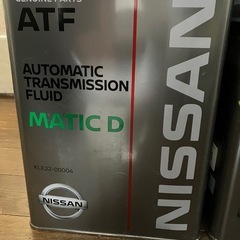 GENUINE PARTS
ATF
AUTOMATIC
TRANSMISSION
FLUID
MATIC D
KLE22-00004
NISSAN
NISSAN